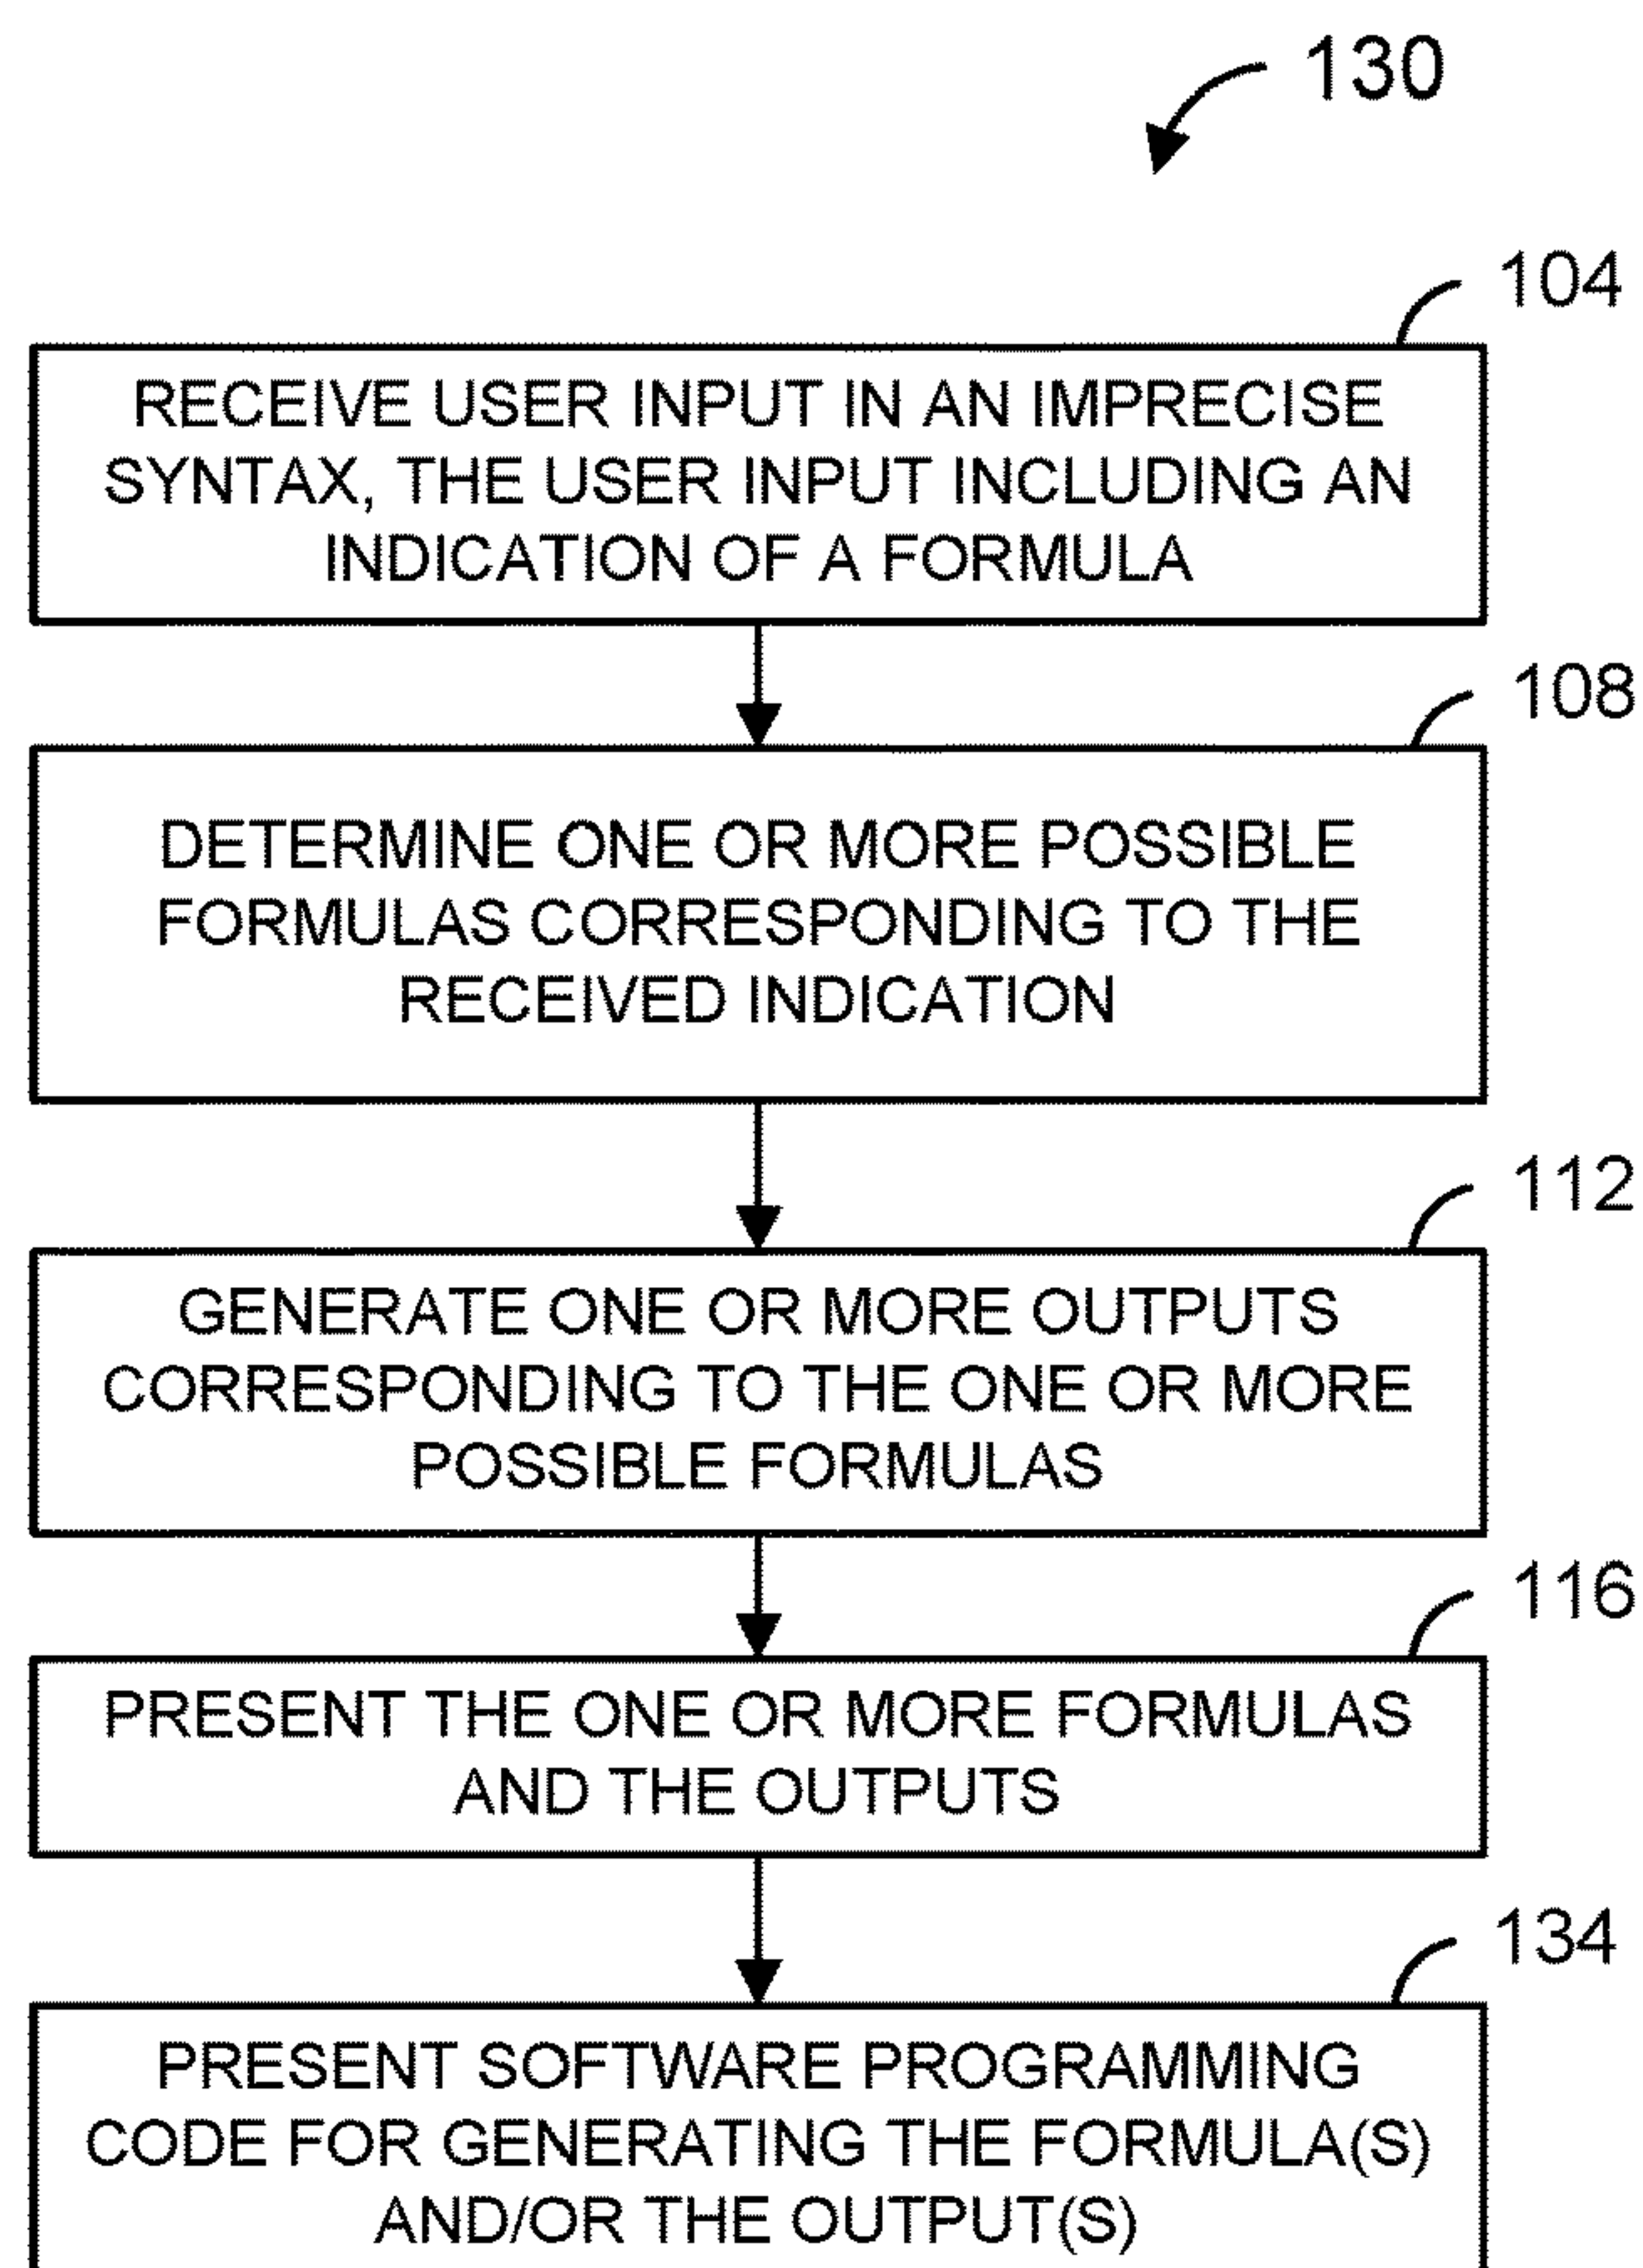 130
104
RECEIVE USER INPUT IN AN IMPRECISE
SYNTAX, THE USER INPUT INCLUDING AN
INDICATION OF A FORMULA
108
DETERMINE ONE OR MORE POSSIBLE
FORMULAS CORRESPONDING TO THE
RECEIVED INDICATION
112
GENERATE ONE OR MORE OUTPUTS
CORRESPONDING TO THE ONE OR MORE
POSSIBLE FORMULAS
116
PRESENT THE ONE OR MORE FORMULAS
AND THE OUTPUTS
134
PRESENT SOFTWARE PROGRAMMING
CODE FOR GENERATING THE FORMULA(S)
AND/OR THE OUTPUT(S)